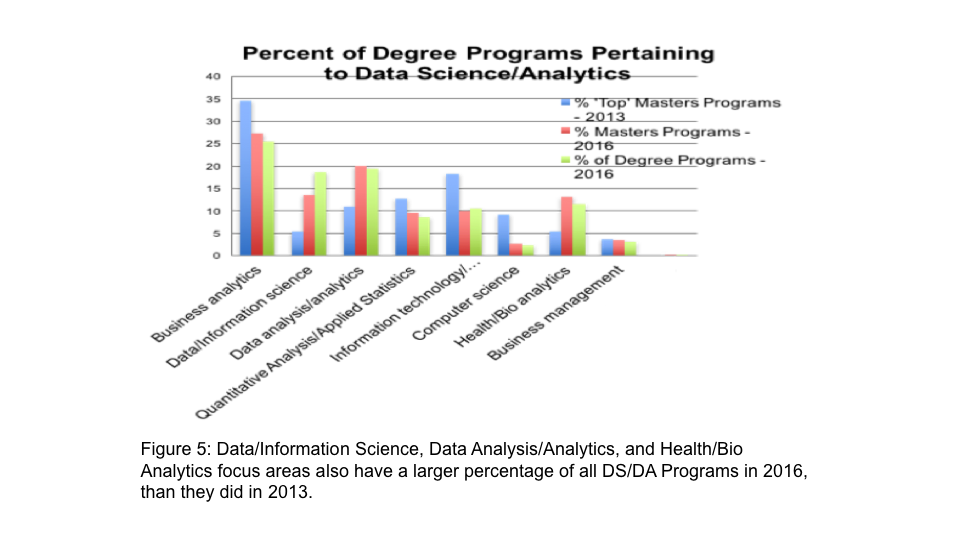 Percent of Degree Programs Pertaining
to Data Science/Analytics
40
35
30
25
20
15
10
5
0
% 'Top' Masters Programs
- 2013
% Masters Programs -
2016
% of Degree Programs -
2016
Business analytics
Data/Information science
Data analysis/analytics
Quantitative Analysis/Applied Statistics
Information technology/...
Computer science
Health/Bio analytics
Business management
Figure 5: Data/Information Science, Data Analysis/Analytics, and Health/Bio
Analytics focus areas also have a larger percentage of all DS/DA Programs in 2016,
than they did in 2013.